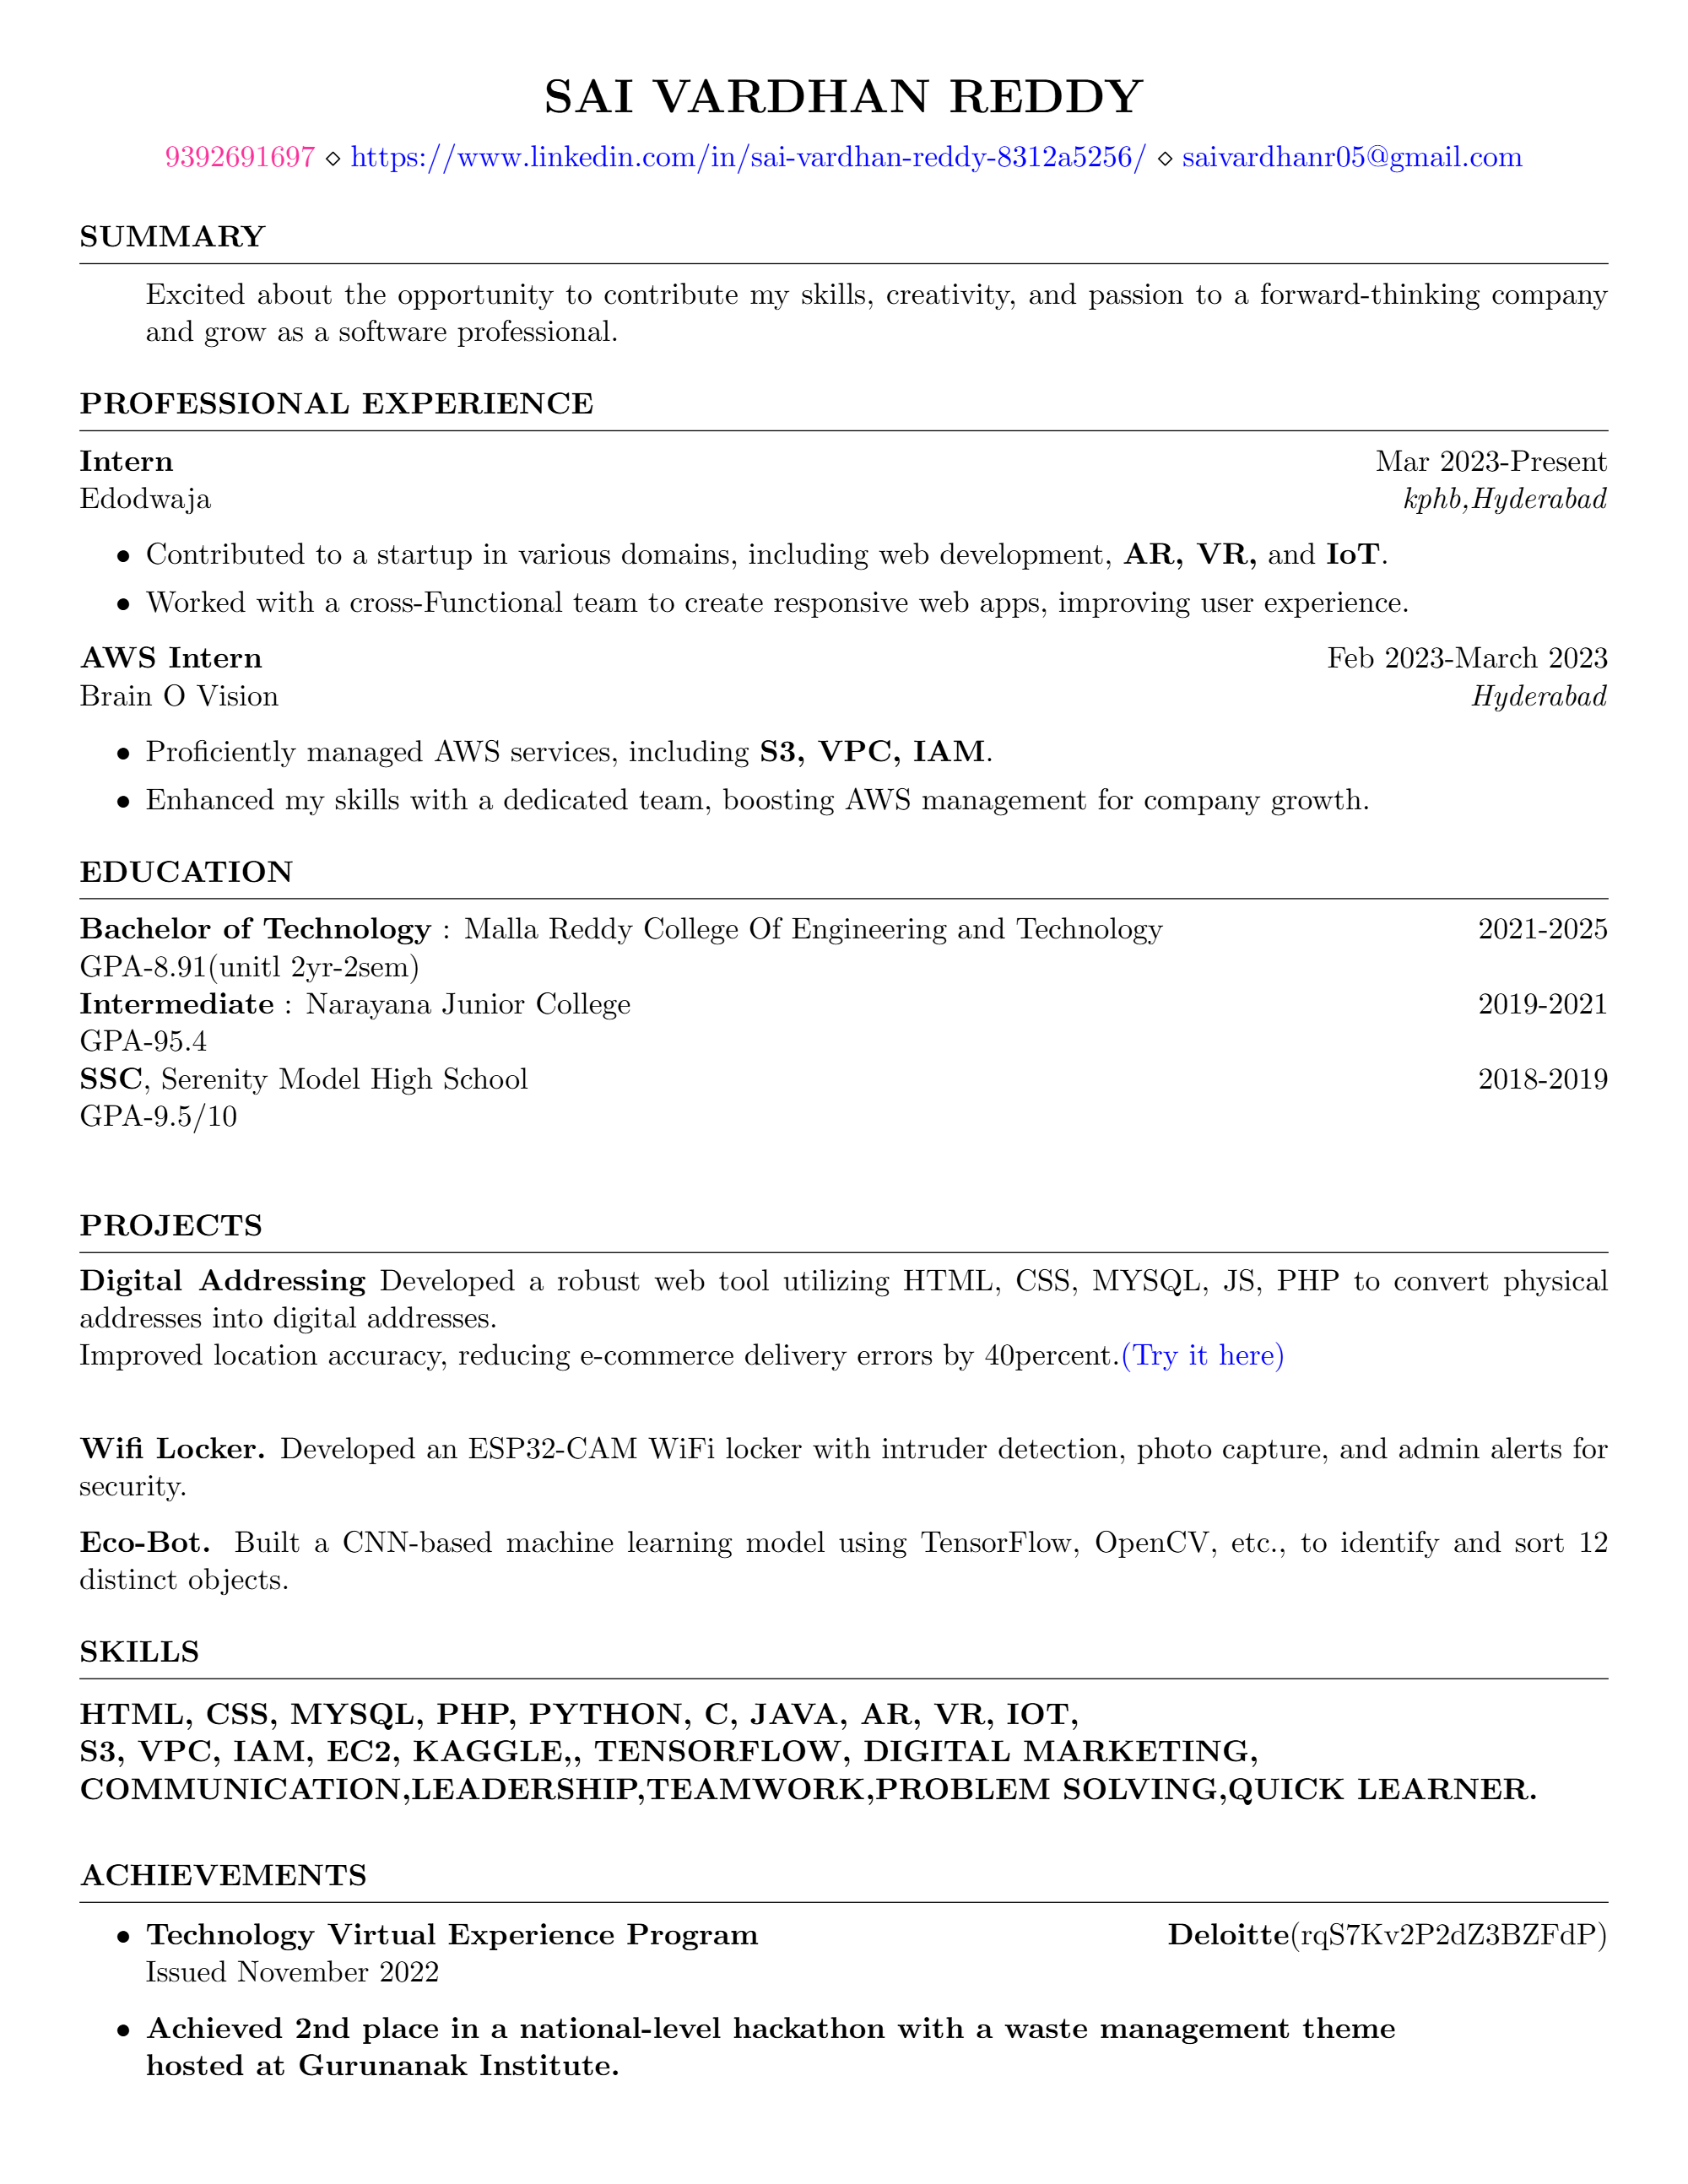 SAI VARDHAN REDDY
9392691697 ⋄ https://www.linkedin.com/in/sai-vardhan-reddy-8312a5256/ ⋄ saivardhanr05@gmail.com
SUMMARY
Excited about the opportunity to contribute my skills, creativity, and passion to a forward-thinking company
and grow as a software professional.
PROFESSIONAL EXPERIENCE
Intern Mar 2023-Present
Edodwaja kphb,Hyderabad
• Contributed to a startup in various domains, including web development, AR, VR, and IoT.
• Worked with a cross-Functional team to create responsive web apps, improving user experience.
AWS Intern Feb 2023-March 2023
Brain O Vision Hyderabad
• Proficiently managed AWS services, including S3, VPC, IAM.
• Enhanced my skills with a dedicated team, boosting AWS management for company growth.
EDUCATION
Bachelor of Technology : Malla Reddy College Of Engineering and Technology 2021-2025
GPA-8.91(unitl 2yr-2sem)
Intermediate : Narayana Junior College 2019-2021
GPA-95.4
SSC, Serenity Model High School 2018-2019
GPA-9.5/10
PROJECTS
Digital Addressing Developed a robust web tool utilizing HTML, CSS, MYSQL, JS, PHP to convert physical
addresses into digital addresses.
Improved location accuracy, reducing e-commerce delivery errors by 40percent.(Try it here)
Wifi Locker. Developed an ESP32-CAM WiFi locker with intruder detection, photo capture, and admin alerts for
security.
Eco-Bot. Built a CNN-based machine learning model using TensorFlow, OpenCV, etc., to identify and sort 12
distinct objects.
SKILLS
HTML, CSS, MYSQL, PHP, PYTHON, C, JAVA, AR, VR, IOT,
S3, VPC, IAM, EC2, KAGGLE,, TENSORFLOW, DIGITAL MARKETING,
COMMUNICATION,LEADERSHIP,TEAMWORK,PROBLEM SOLVING,QUICK LEARNER.
ACHIEVEMENTS
• Technology Virtual Experience Program Deloitte(rqS7Kv2P2dZ3BZFdP)
Issued November 2022
• Achieved 2nd place in a national-level hackathon with a waste management theme
hosted at Gurunanak Institute.